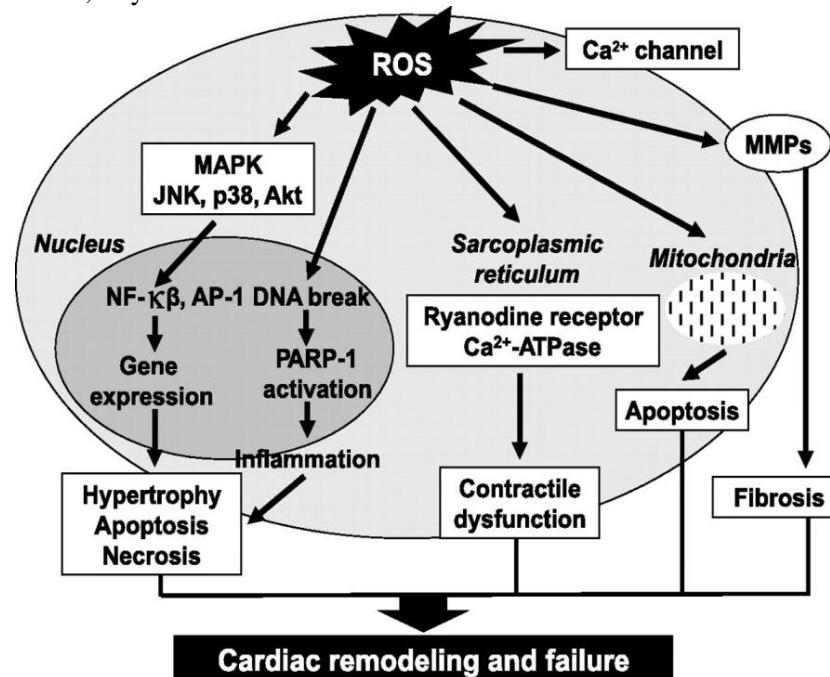 ROS
Ca²⁺ channel
MAPK
JNK, p38, Akt
MMPs
Nucleus
Sarcoplasmic
reticulum
Mitochondria
NF-κβ, AP-1
DNA break
Ryanodine receptor
Ca²⁺-ATPase
Gene
expression
PARP-1
activation
Apoptosis
Inflammation
Hypertrophy
Apoptosis
Necrosis
Contractile
dysfunction
Fibrosis
Cardiac remodeling and failure